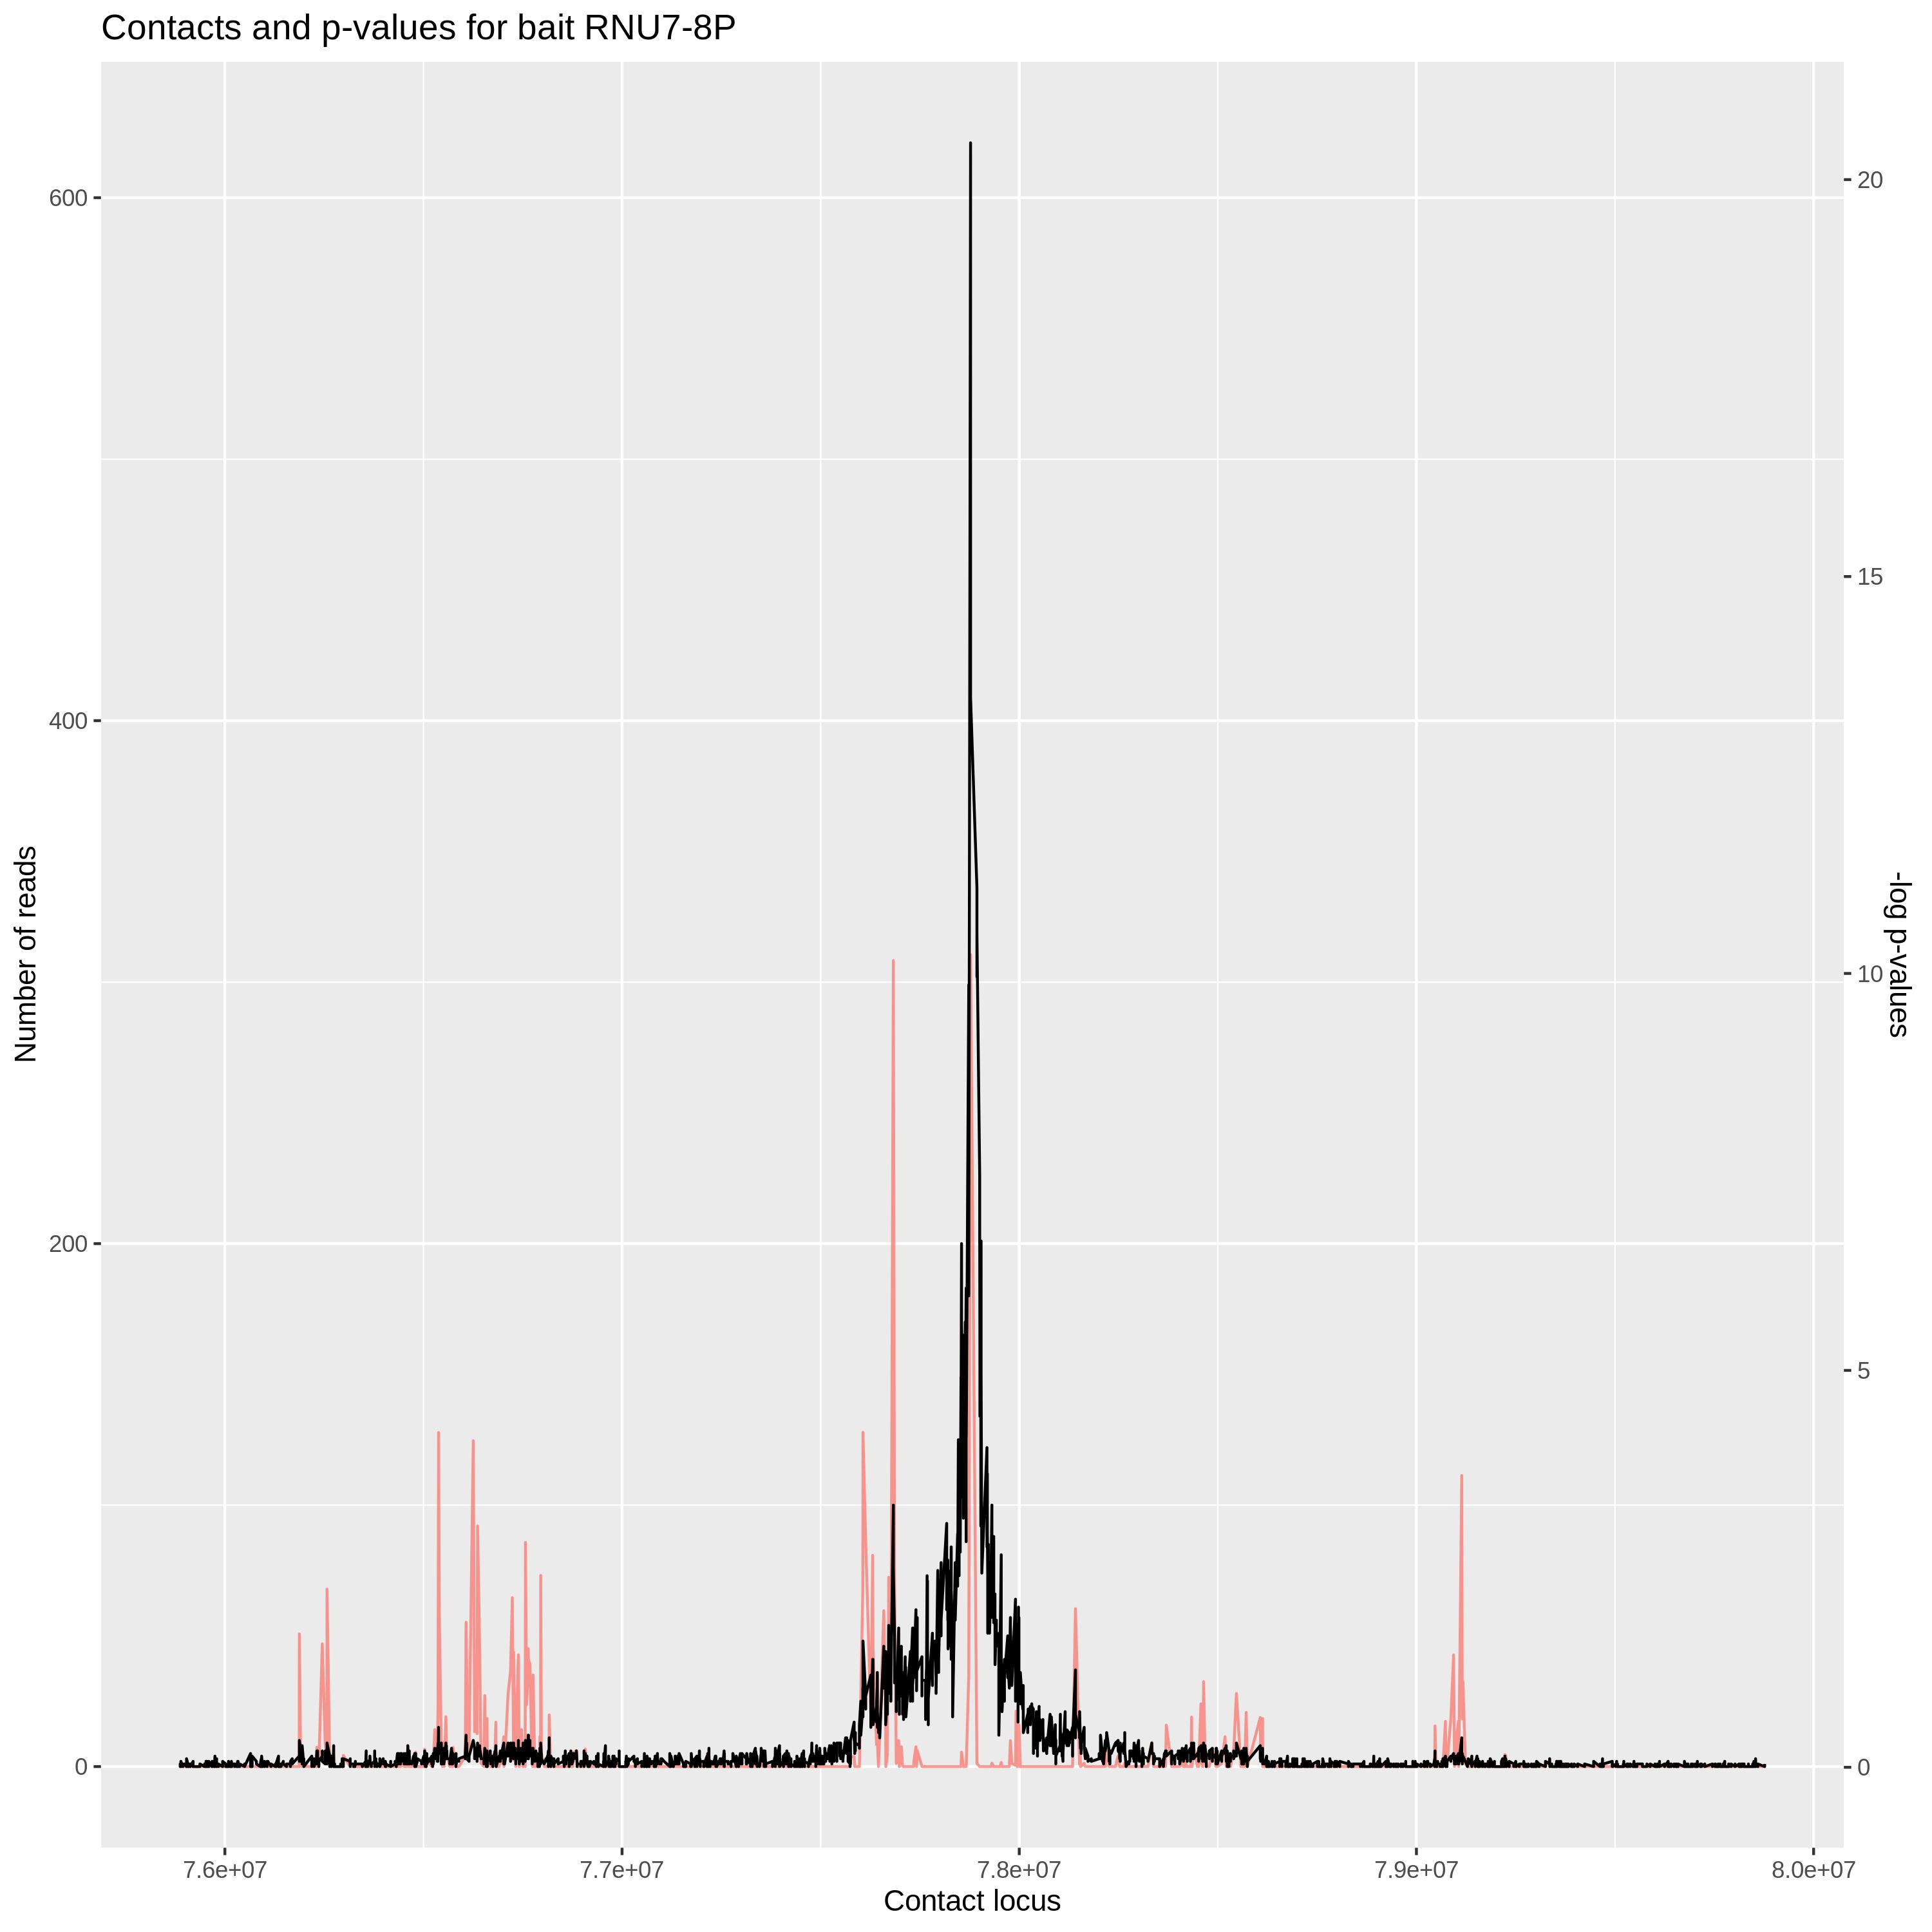 Contacts and p-values for bait RNU7-8P
600
400
200
0
20
15
10
5
0
Number of reads
-log p-values
7.6e+07 7.7e+07 7.8e+07 7.9e+07 8.0e+07
Contact locus